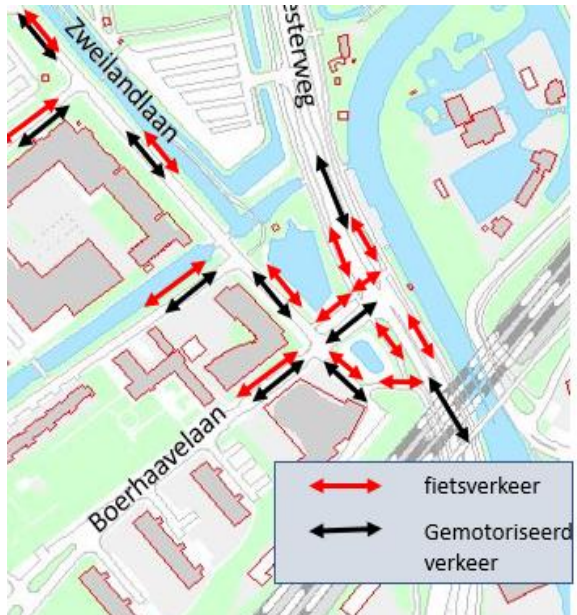 Zweilandlaan
esterweg
Boerhaavelaan
fietsverkeer
Gemotoriseerd
verkeer